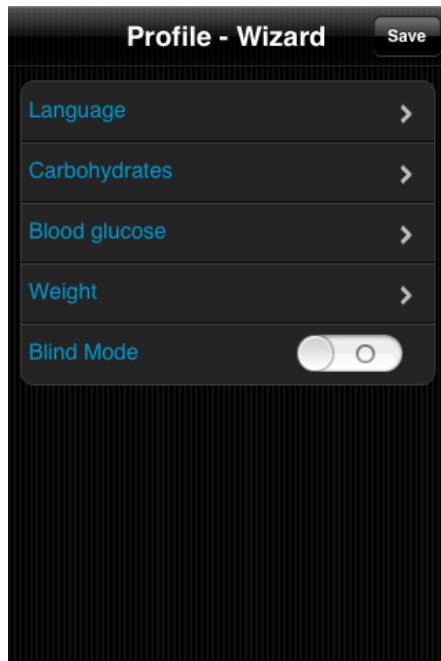 Profile - Wizard Save
Language
Carbohydrates
Blood glucose
Weight
Blind Mode